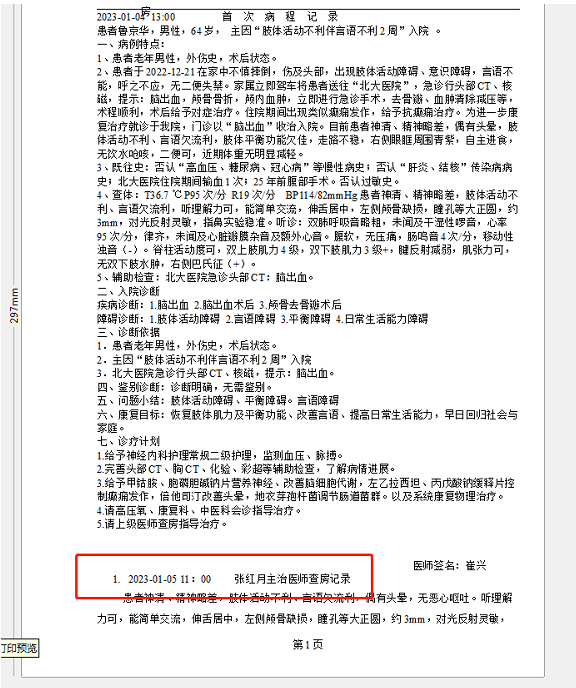 房
2023-01-04 13:00 首 次 病 程 记 录
患者鲁京华，男性，64岁， 主因“肢体活动不利伴言语不利2周”入院 。
一、病例特点：
1、患者老年男性，外伤史，术后状态。
2、患者于2022-12-21在家中不慎摔倒，伤及头部，出现肢体活动障碍、意识障碍，言语不
能，呼之不应，无二便失禁。家属立即驾车将患者送往“北大医院”，急诊行头部CT、核
磁，提示：脑出血，颅骨骨折，颅内血肿，立即进行急诊手术，去骨瓣、血肿清除减压等，
术程顺利，术后给予对症治疗。住院期间出现类似癫痫发作，给予抗癫痫治疗。为进一步康
复治疗就诊于我院，门诊以“脑出血”收治入院。目前患者神清、精神略差，偶有头晕，肢
体活动不利、言语欠流利，肢体平衡功能欠佳，走路不稳，右侧眼眶周围青紫，自主进食，
无饮水呛咳，二便可，近期体重无明显减轻。
3、既往史：否认“高血压、糖尿病、冠心病”等慢性病史；否认“肝炎、结核”传染病病
史；北大医院住院期间输血1次；25年前腹部手术。否认过敏史。
4、查体：T36.7 ℃ P95次/分 R19次/分 BP114/82mmHg 患者神清、精神略差，肢体活动不
利、言语欠流利，听理解力可，能简单交流，伸舌居中，左侧颅骨缺损，瞳孔等大正圆，约
3mm，对光反射灵敏，指鼻实验稳准。听诊：双肺呼吸音略粗，未闻及干湿性啰音，心率
95次/分，律齐，未闻及心脏瓣膜杂音及额外心音。腹软，无压痛，肠鸣音4次/分，移动性
浊音（-）。脊柱活动度可，双上肢肌力4级，双下肢肌力3级+，腱反射减弱，肌张力可，
无双下肢水肿，右侧巴氏征（+）。
5、辅助检查：北大医院急诊头部CT：脑出血。
二、入院诊断
疾病诊断：1.脑出血 2.脑出血术后 3.颅骨去骨瓣术后
障碍诊断：1.肢体活动障碍 2.言语障碍 3.平衡障碍 4.日常生活能力障碍
三、诊断依据
1．患者老年男性，外伤史，术后状态。
2．主因“肢体活动不利伴言语不利2周”入院
3．北大医院急诊行头部CT、核磁，提示：脑出血。
四、鉴别诊断：诊断明确，无需鉴别。
五、问题小结：肢体活动障碍、平衡障碍。言语障碍
六、康复目标：恢复肢体肌力及平衡功能、改善言语、提高日常生活能力，早日回归社会与
家庭。
七、诊疗计划
1.给予神经内科护理常规二级护理，监测血压、脉搏。
2.完善头部CT、胸CT、化验、彩超等辅助检查，了解病情进展。
3.给予甲钴胺、胞磷胆碱钠片营养神经、改善脑细胞代谢，左乙拉西坦、丙戊酸钠缓释片控
制癫痫发作，倍他司汀改善头晕，地衣芽孢杆菌调节肠道菌群。以及系统康复物理治疗。
4.请高压氧、康复科、中医科会诊指导治疗。
5.请上级医师查房指导治疗。
医师签名：崔兴
1. 2023-01-05 11：00 张红月主治医师查房记录
患者神清、精神略差，肢体活动不利、言语欠流利，偶有头晕，无恶心呕吐。听理解
力可，能简单交流，伸舌居中，左侧颅骨缺损，瞳孔等大正圆，约3mm，对光反射灵敏，
第1页
297mm
打印预览